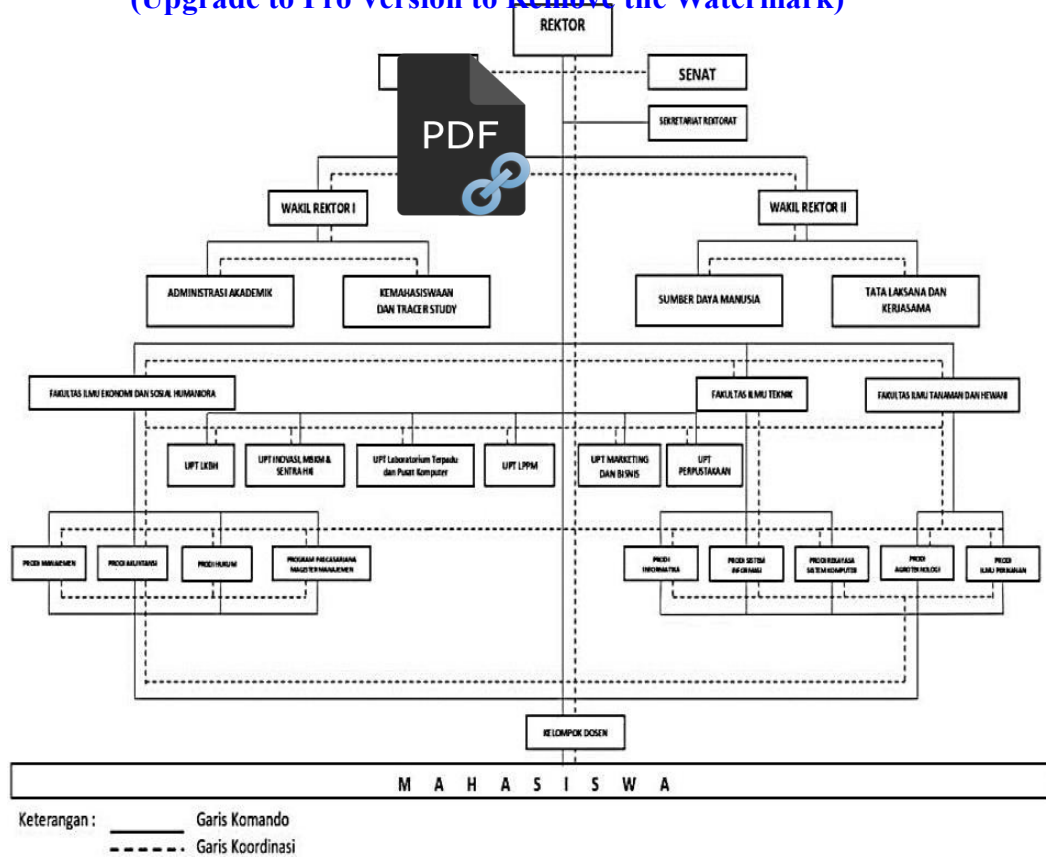 (Upgrade to Pro Version to Remove the Watermark)
REKTOR
SENAT
PDF
SEKRETARIAT REKTORAT
WAKIL REKTOR I
WAKIL REKTOR II
ADMINISTRASI AKADEMIK
KEMAHASISWAAN
DAN TRACER STUDY
SUMBER DAYA MANUSIA
TATA LAKSANA DAN
KERJASAMA
FAKULTAS ILMU EKONOMI DAN SOSIAL HUMANIORA
FAKULTAS ILMU TEKNIK
FAKULTAS ILMU TANAMAN DAN HEWANI
UPT LKBH
UPT INOVASI, MBKM &
SENTRA HKI
UPT Laboratorium Terpadu
dan Pusat Komputer
UPT LPPM
UPT MARKETING
DAN BISNIS
UPT
PERPUSTAKAAN
PRODI MANAJEMEN
PRODI AKUNTANSI
PRODI HUKUM
PROGRAM PASCASARJANA
MAGISTER MANAJEMEN
PRODI
INFORMATIKA
PRODI SISTEM
INFORMASI
PRODI REKAYASA
SISTEM KOMPUTER
PRODI
AGROTEKNOLOGI
PRODI
ILMU PERIKANAN
KELOMPOK DOSEN
M A H A S I S W A
Keterangan :
Garis Komando
Garis Koordinasi